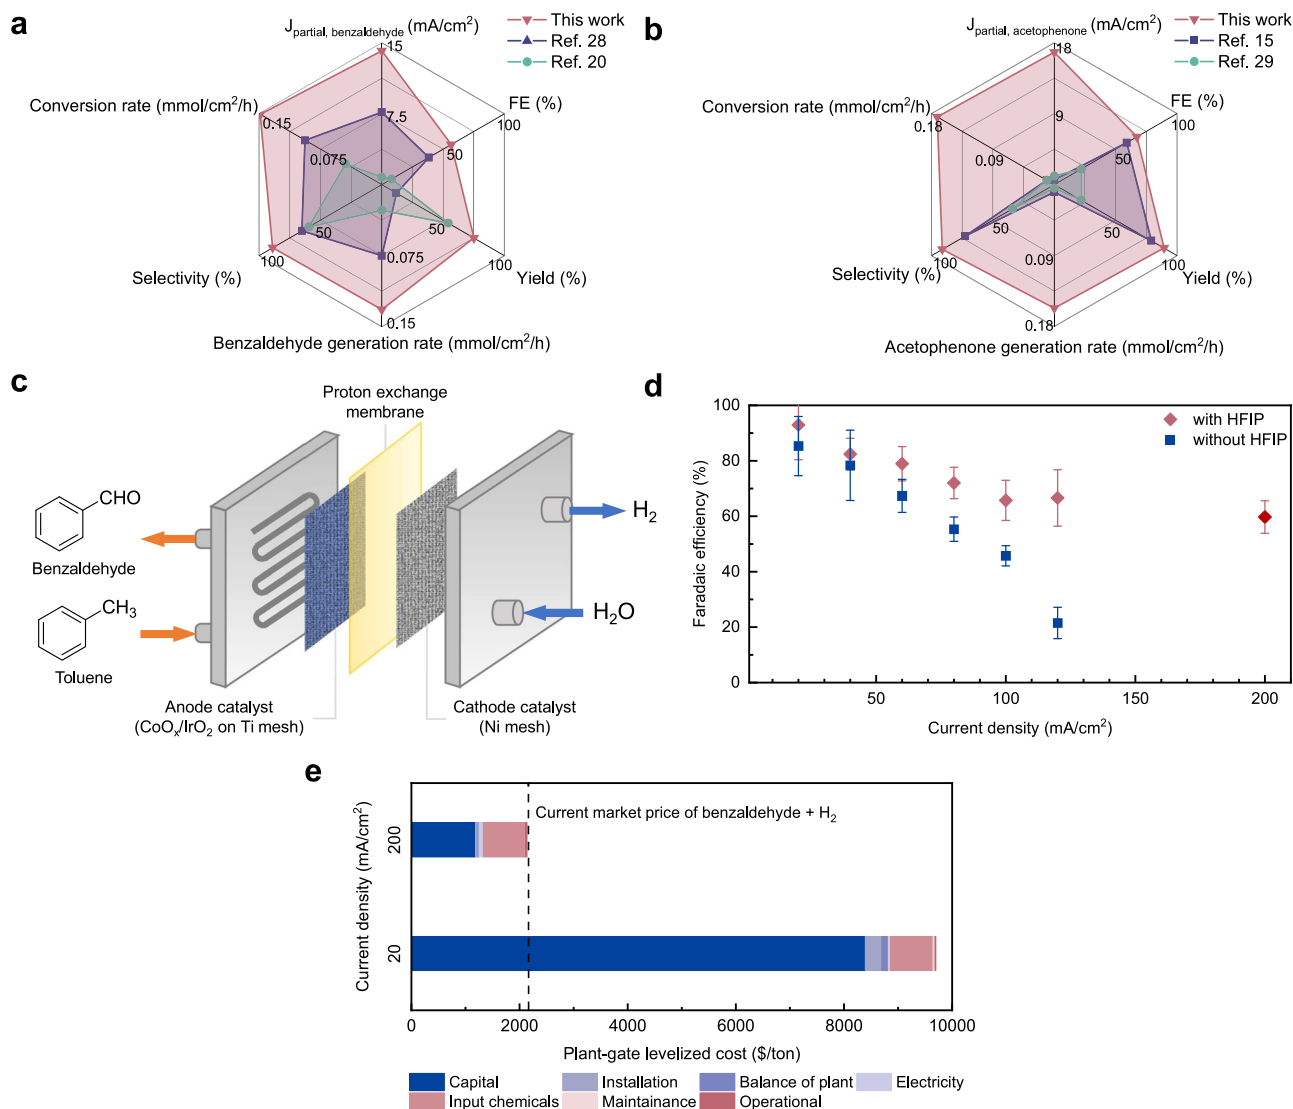 a
J partial, benzaldehyde (mA/cm²)
This work
Ref. 28
Ref. 20
15
7.5
Conversion rate (mmol/cm²/h)
0.15
0.075
FE (%)
100
50
Selectivity (%)
100
50
50
100
Yield (%)
0.075
0.15
Benzaldehyde generation rate (mmol/cm²/h)
b
J partial, acetophenone (mA/cm²)
This work
Ref. 15
Ref. 29
18
9
Conversion rate (mmol/cm²/h)
0.18
0.09
FE (%)
100
50
Selectivity (%)
100
50
50
100
Yield (%)
0.09
0.18
Acetophenone generation rate (mmol/cm²/h)
c
Proton exchange
membrane
CHO
Benzaldehyde
CH₃
Toluene
H₂
H₂O
Anode catalyst
(CoOₓ/IrO₂ on Ti mesh)
Cathode catalyst
(Ni mesh)
d
with HFIP
without HFIP
Faradaic efficiency (%)
100
80
60
40
20
0
50
100
150
200
Current density (mA/cm²)
e
Current density (mA/cm²)
200
20
Current market price of benzaldehyde + H₂
0
2000
4000
6000
8000
10000
Plant-gate levelized cost ($/ton)
Capital
Installation
Balance of plant
Electricity
Input chemicals
Maintainance
Operational